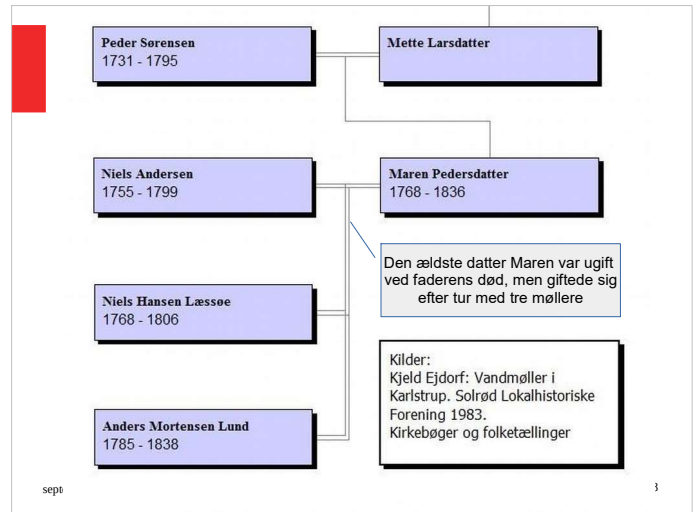 Peder Sørensen
1731 - 1795
Mette Larsdatter
Niels Andersen
1755 - 1799
Maren Pedersdatter
1768 - 1836
Den ældste datter Maren var ugift
ved faderens død, men giftede sig
efter tur med tre møllere
Niels Hansen Læssøe
1768 - 1806
Kilder:
Kjeld Ejdorf: Vandmøller i
Karlstrup. Solrød Lokalhistoriske
Forening 1983.
Kirkebøger og folketællinger
Anders Mortensen Lund
1785 - 1838